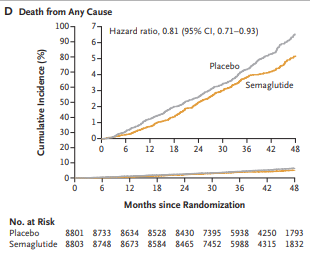 D Death from Any Cause
Hazard ratio, 0.81 (95% CI, 0.71–0.93)
Placebo
Semaglutide
Cumulative Incidence (%)
100
90
80
70
60
50
40
30
20
10
0
7
6
5
4
3
2
1
0
0 6 12 18 24 30 36 42 48
0 6 12 18 24 30 36 42 48
Months since Randomization
No. at Risk
Placebo 8801 8733 8634 8528 8430 7395 5938 4250 1793
Semaglutide 8803 8748 8673 8584 8465 7452 5988 4315 1832